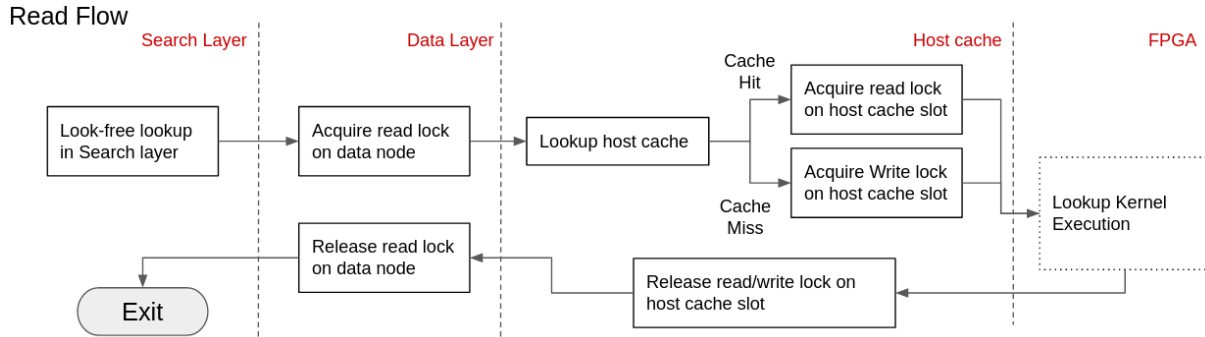 Read Flow
Search Layer
Data Layer
Host cache
FPGA
Look-free lookup
in Search layer
Acquire read lock
on data node
Lookup host cache
Cache
Hit
Acquire read lock
on host cache slot
Cache
Miss
Acquire Write lock
on host cache slot
Lookup Kernel
Execution
Release read/write lock on
host cache slot
Release read lock
on data node
Exit